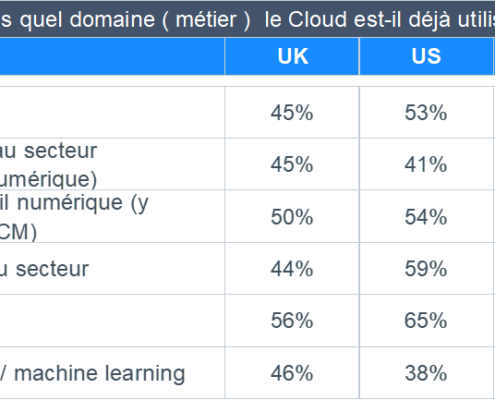 s quel domaine ( métier ) le Cloud est-il déjà utilis
UK US
45% 53%
au secteur
umérique) 45% 41%
il numérique (y
CM) 50% 54%
u secteur 44% 59%
56% 65%
/ machine learning 46% 38%